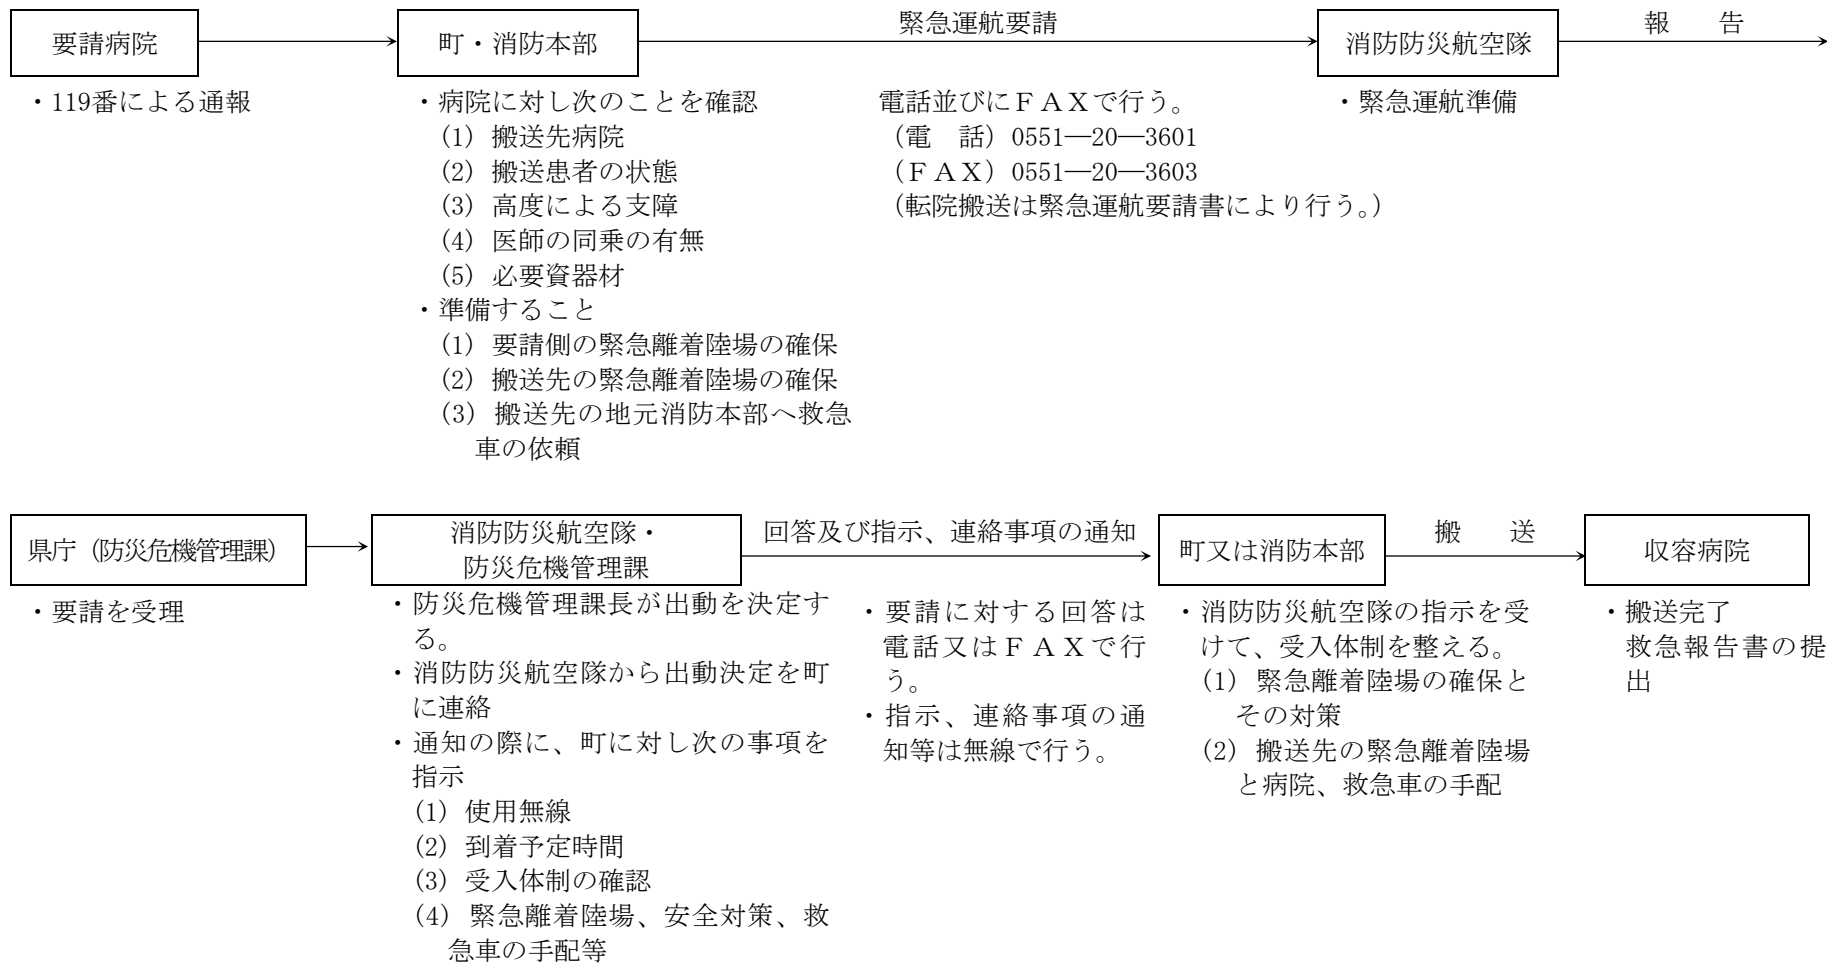 要請病院
町・消防本部
緊急運航要請
消防防災航空隊
報　　告
・119番による通報
・病院に対し次のことを確認
(1) 搬送先病院
(2) 搬送患者の状態
(3) 高度による支障
(4) 医師の同乗の有無
(5) 必要資器材
・準備すること
(1) 要請側の緊急離着陸場の確保
(2) 搬送先の緊急離着陸場の確保
(3) 搬送先の地元消防本部へ救急
車の依頼
電話並びにＦＡＸで行う。
（電　話）0551―20―3601
（ＦＡＸ）0551―20―3603
（転院搬送は緊急運航要請書により行う。）
・緊急運航準備
県庁（防災危機管理課）
消防防災航空隊・
防災危機管理課
回答及び指示、連絡事項の通知
町又は消防本部
搬　　送
収容病院
・要請を受理
・防災危機管理課長が出動を決定す
る。
・消防防災航空隊から出動決定を町
に連絡
・通知の際に、町に対し次の事項を
指示
(1) 使用無線
(2) 到着予定時間
(3) 受入体制の確認
(4) 緊急離着陸場、安全対策、救
急車の手配等
・要請に対する回答は
電話又はＦＡＸで行
う。
・指示、連絡事項の通
知等は無線で行う。
・消防防災航空隊の指示を受
けて、受入体制を整える。
(1) 緊急離着陸場の確保と
その対策
(2) 搬送先の緊急離着陸場
と病院、救急車の手配
・搬送完了
救急報告書の提
出